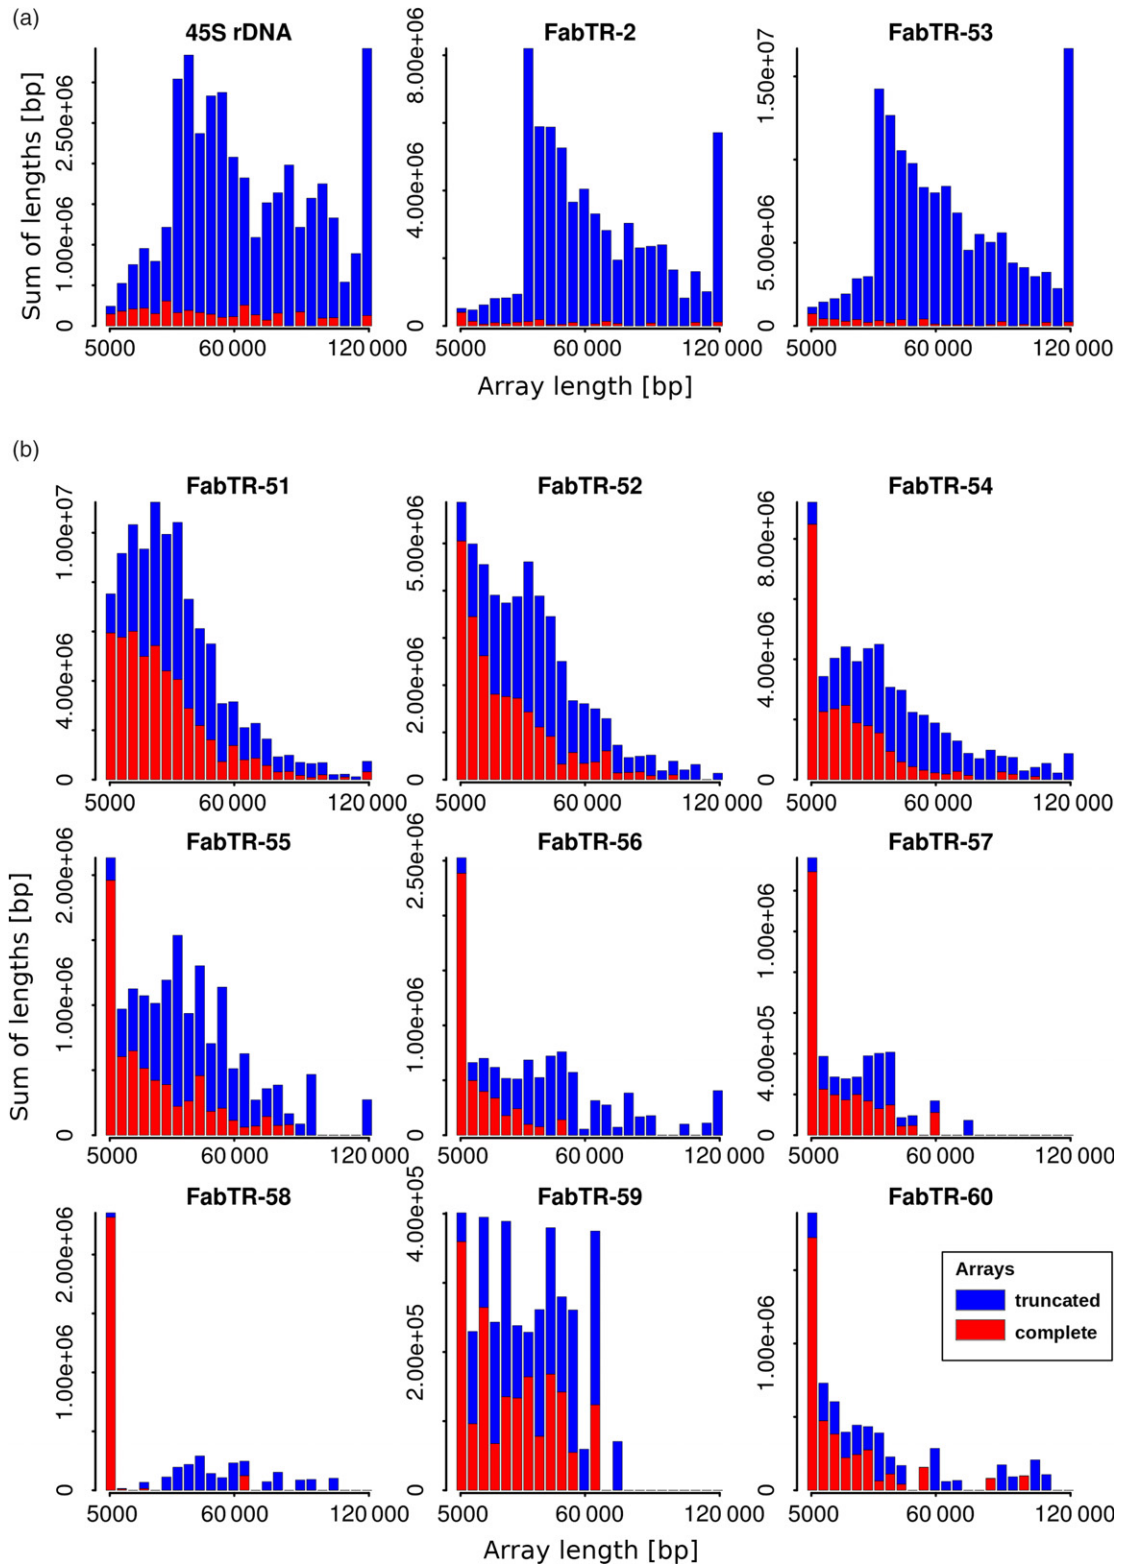 (a)
45S rDNA
FabTR-2
FabTR-53
Sum of lengths [bp]
0
1.00e+06
2.50e+06
0
4.00e+06
8.00e+06
0
5.00e+06
1.50e+07
5000
60 000
120 000
5000
60 000
120 000
5000
60 000
120 000
Array length [bp]
(b)
FabTR-51
FabTR-52
FabTR-54
0
4.00e+06
1.00e+07
0
2.00e+06
5.00e+06
0
4.00e+06
8.00e+06
5000
60 000
120 000
5000
60 000
120 000
5000
60 000
120 000
FabTR-55
FabTR-56
FabTR-57
Sum of lengths [bp]
0
1.00e+06
2.00e+06
0
1.00e+06
2.50e+06
0
4.00e+05
1.00e+06
5000
60 000
120 000
5000
60 000
120 000
5000
60 000
120 000
FabTR-58
FabTR-59
FabTR-60
0
1.00e+06
2.00e+06
0
2.00e+05
4.00e+05
0
1.00e+06
Arrays
truncated
complete
5000
60 000
120 000
5000
60 000
120 000
5000
60 000
120 000
Array length [bp]